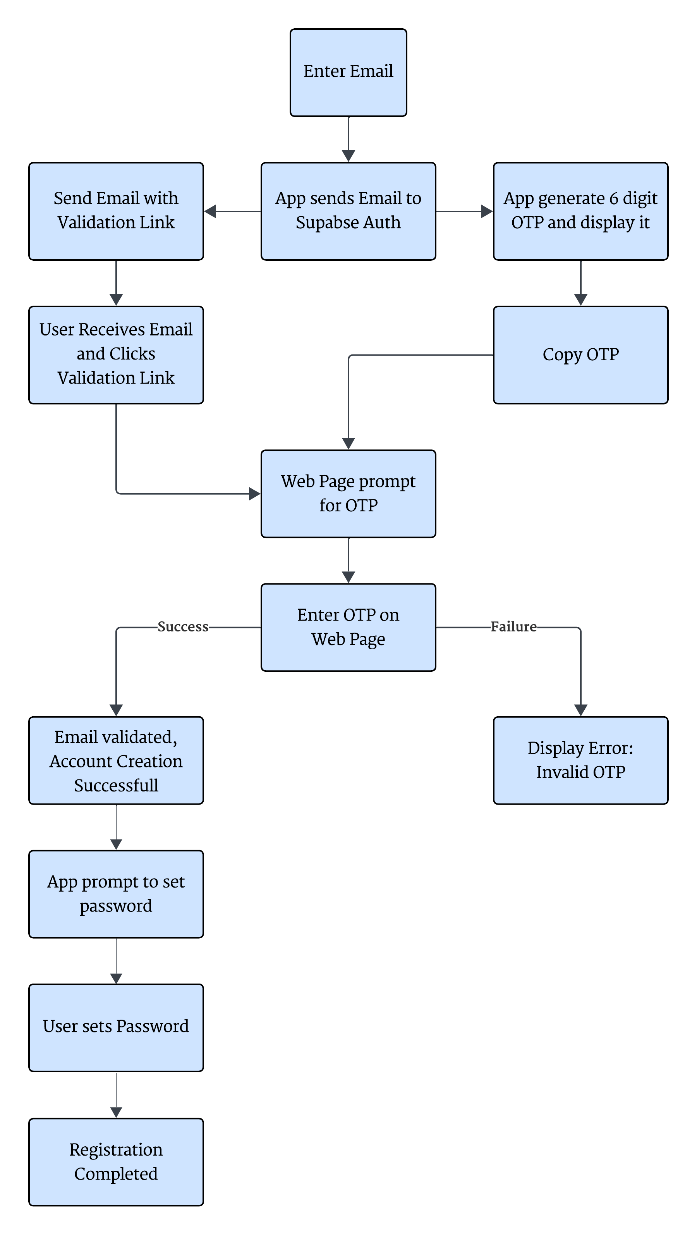 Enter Email
Send Email with
Validation Link
App sends Email to
Supabse Auth
App generate 6 digit
OTP and display it
User Receives Email
and Clicks
Validation Link
Copy OTP
Web Page prompt
for OTP
Enter OTP on
Web Page
Success
Failure
Email validated,
Account Creation
Successfull
Display Error:
Invalid OTP
App prompt to set
password
User sets Password
Registration
Completed